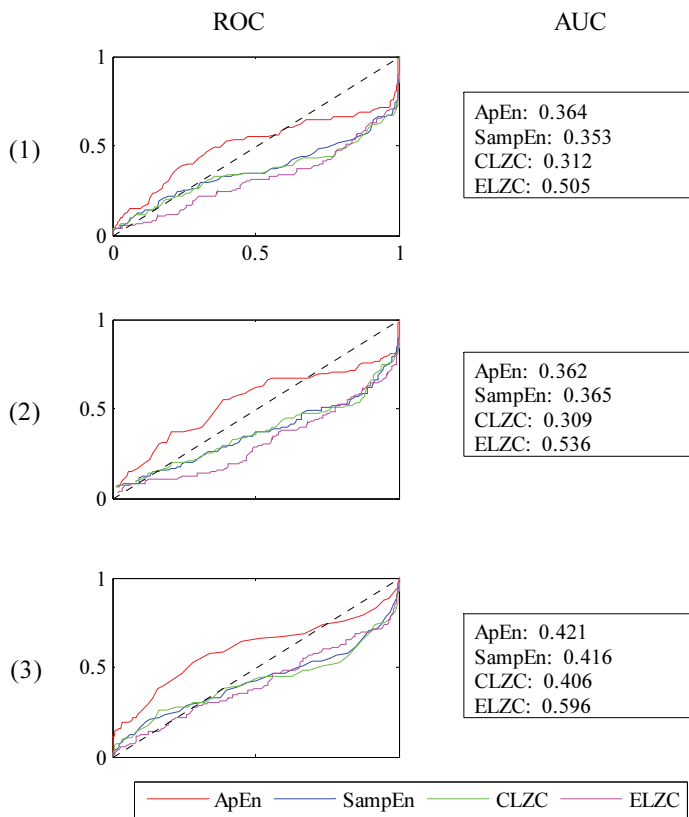 ROC AUC
1
0.5
0
0 0.5 1
(1)
ApEn: 0.364
SampEn: 0.353
CLZC: 0.312
ELZC: 0.505
1
0.5
0
(2)
ApEn: 0.362
SampEn: 0.365
CLZC: 0.309
ELZC: 0.536
1
0.5
0
(3)
ApEn: 0.421
SampEn: 0.416
CLZC: 0.406
ELZC: 0.596
ApEn SampEn CLZC ELZC